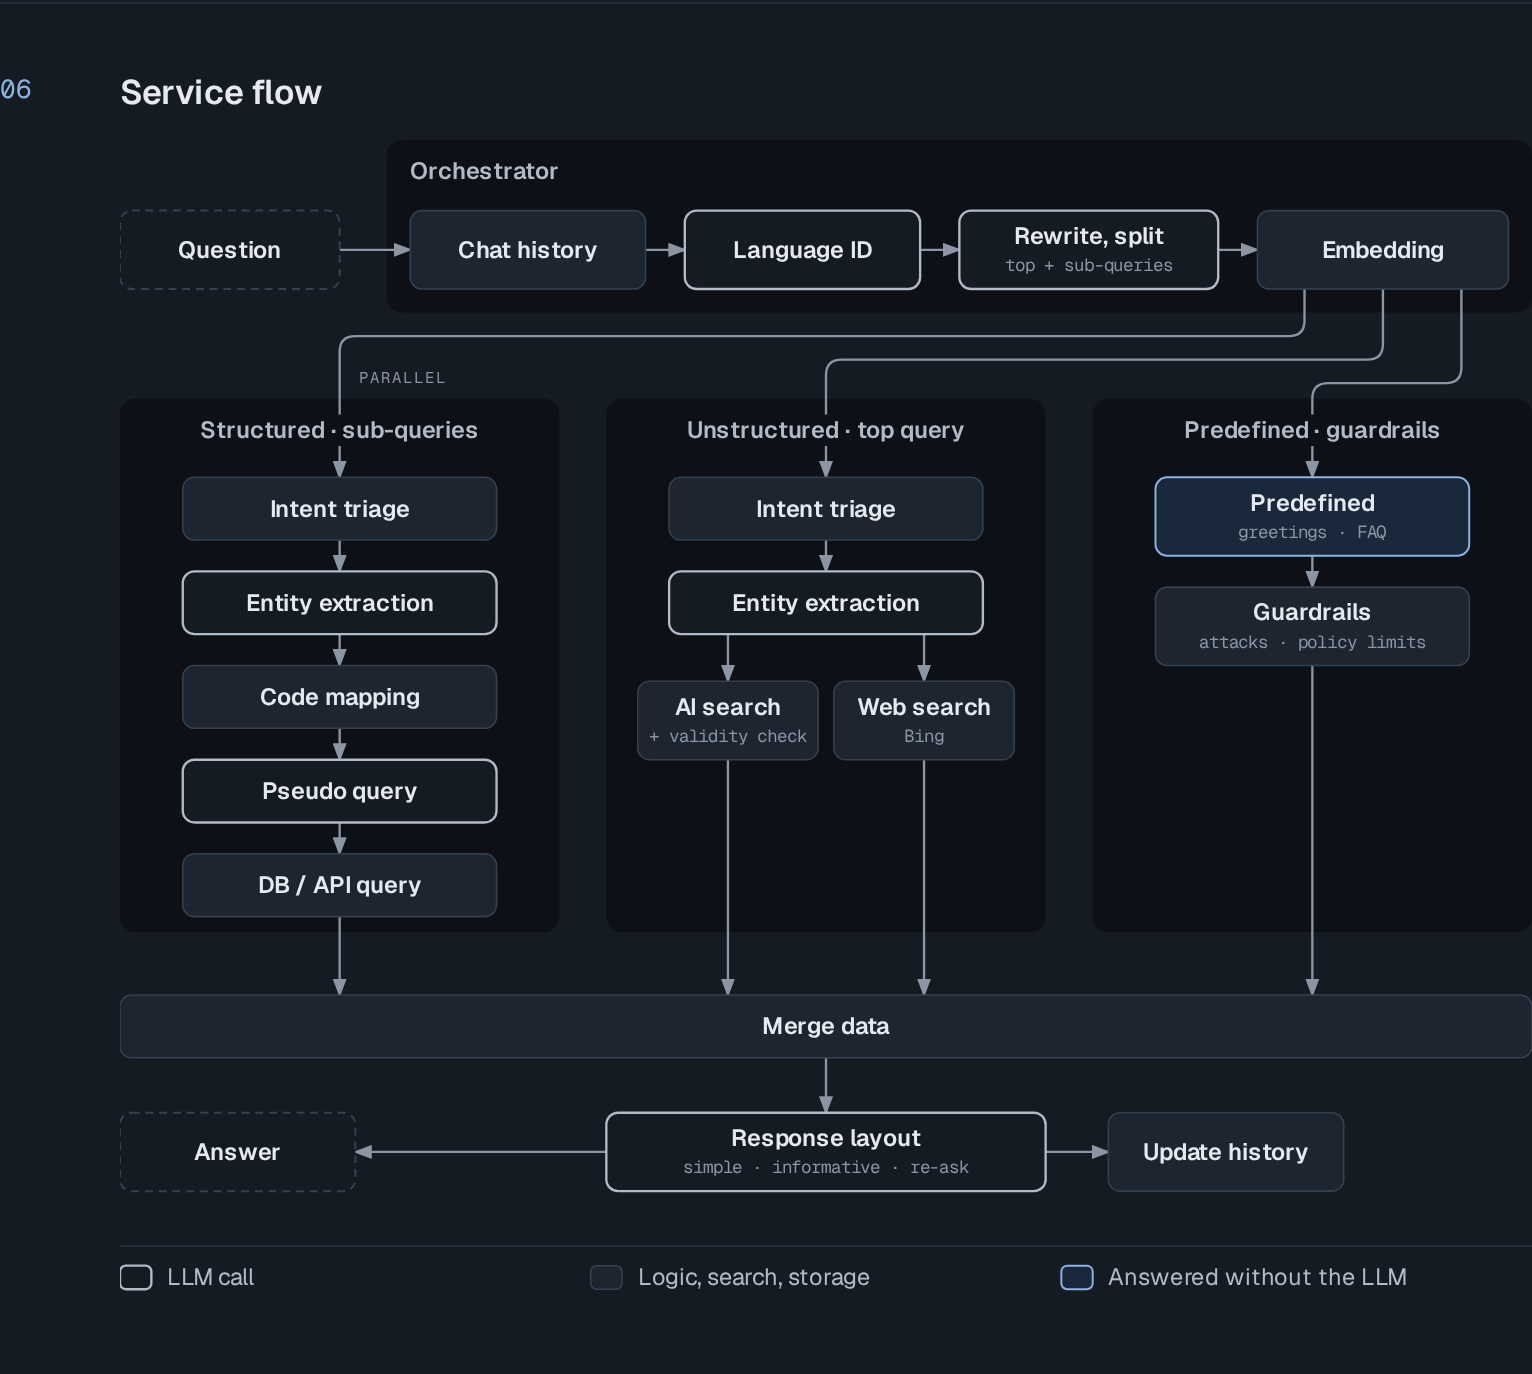 06
Service flow
Orchestrator
Question
Chat history
Language ID
Rewrite, split
top + sub-queries
Embedding
PARALLEL
Structured · sub-queries
Intent triage
Entity extraction
Code mapping
Pseudo query
DB / API query
Unstructured · top query
Intent triage
Entity extraction
AI search
+ validity check
Web search
Bing
Predefined · guardrails
Predefined
greetings · FAQ
Guardrails
attacks · policy limits
Merge data
Answer
Response layout
simple · informative · re-ask
Update history
LLM call
Logic, search, storage
Answered without the LLM